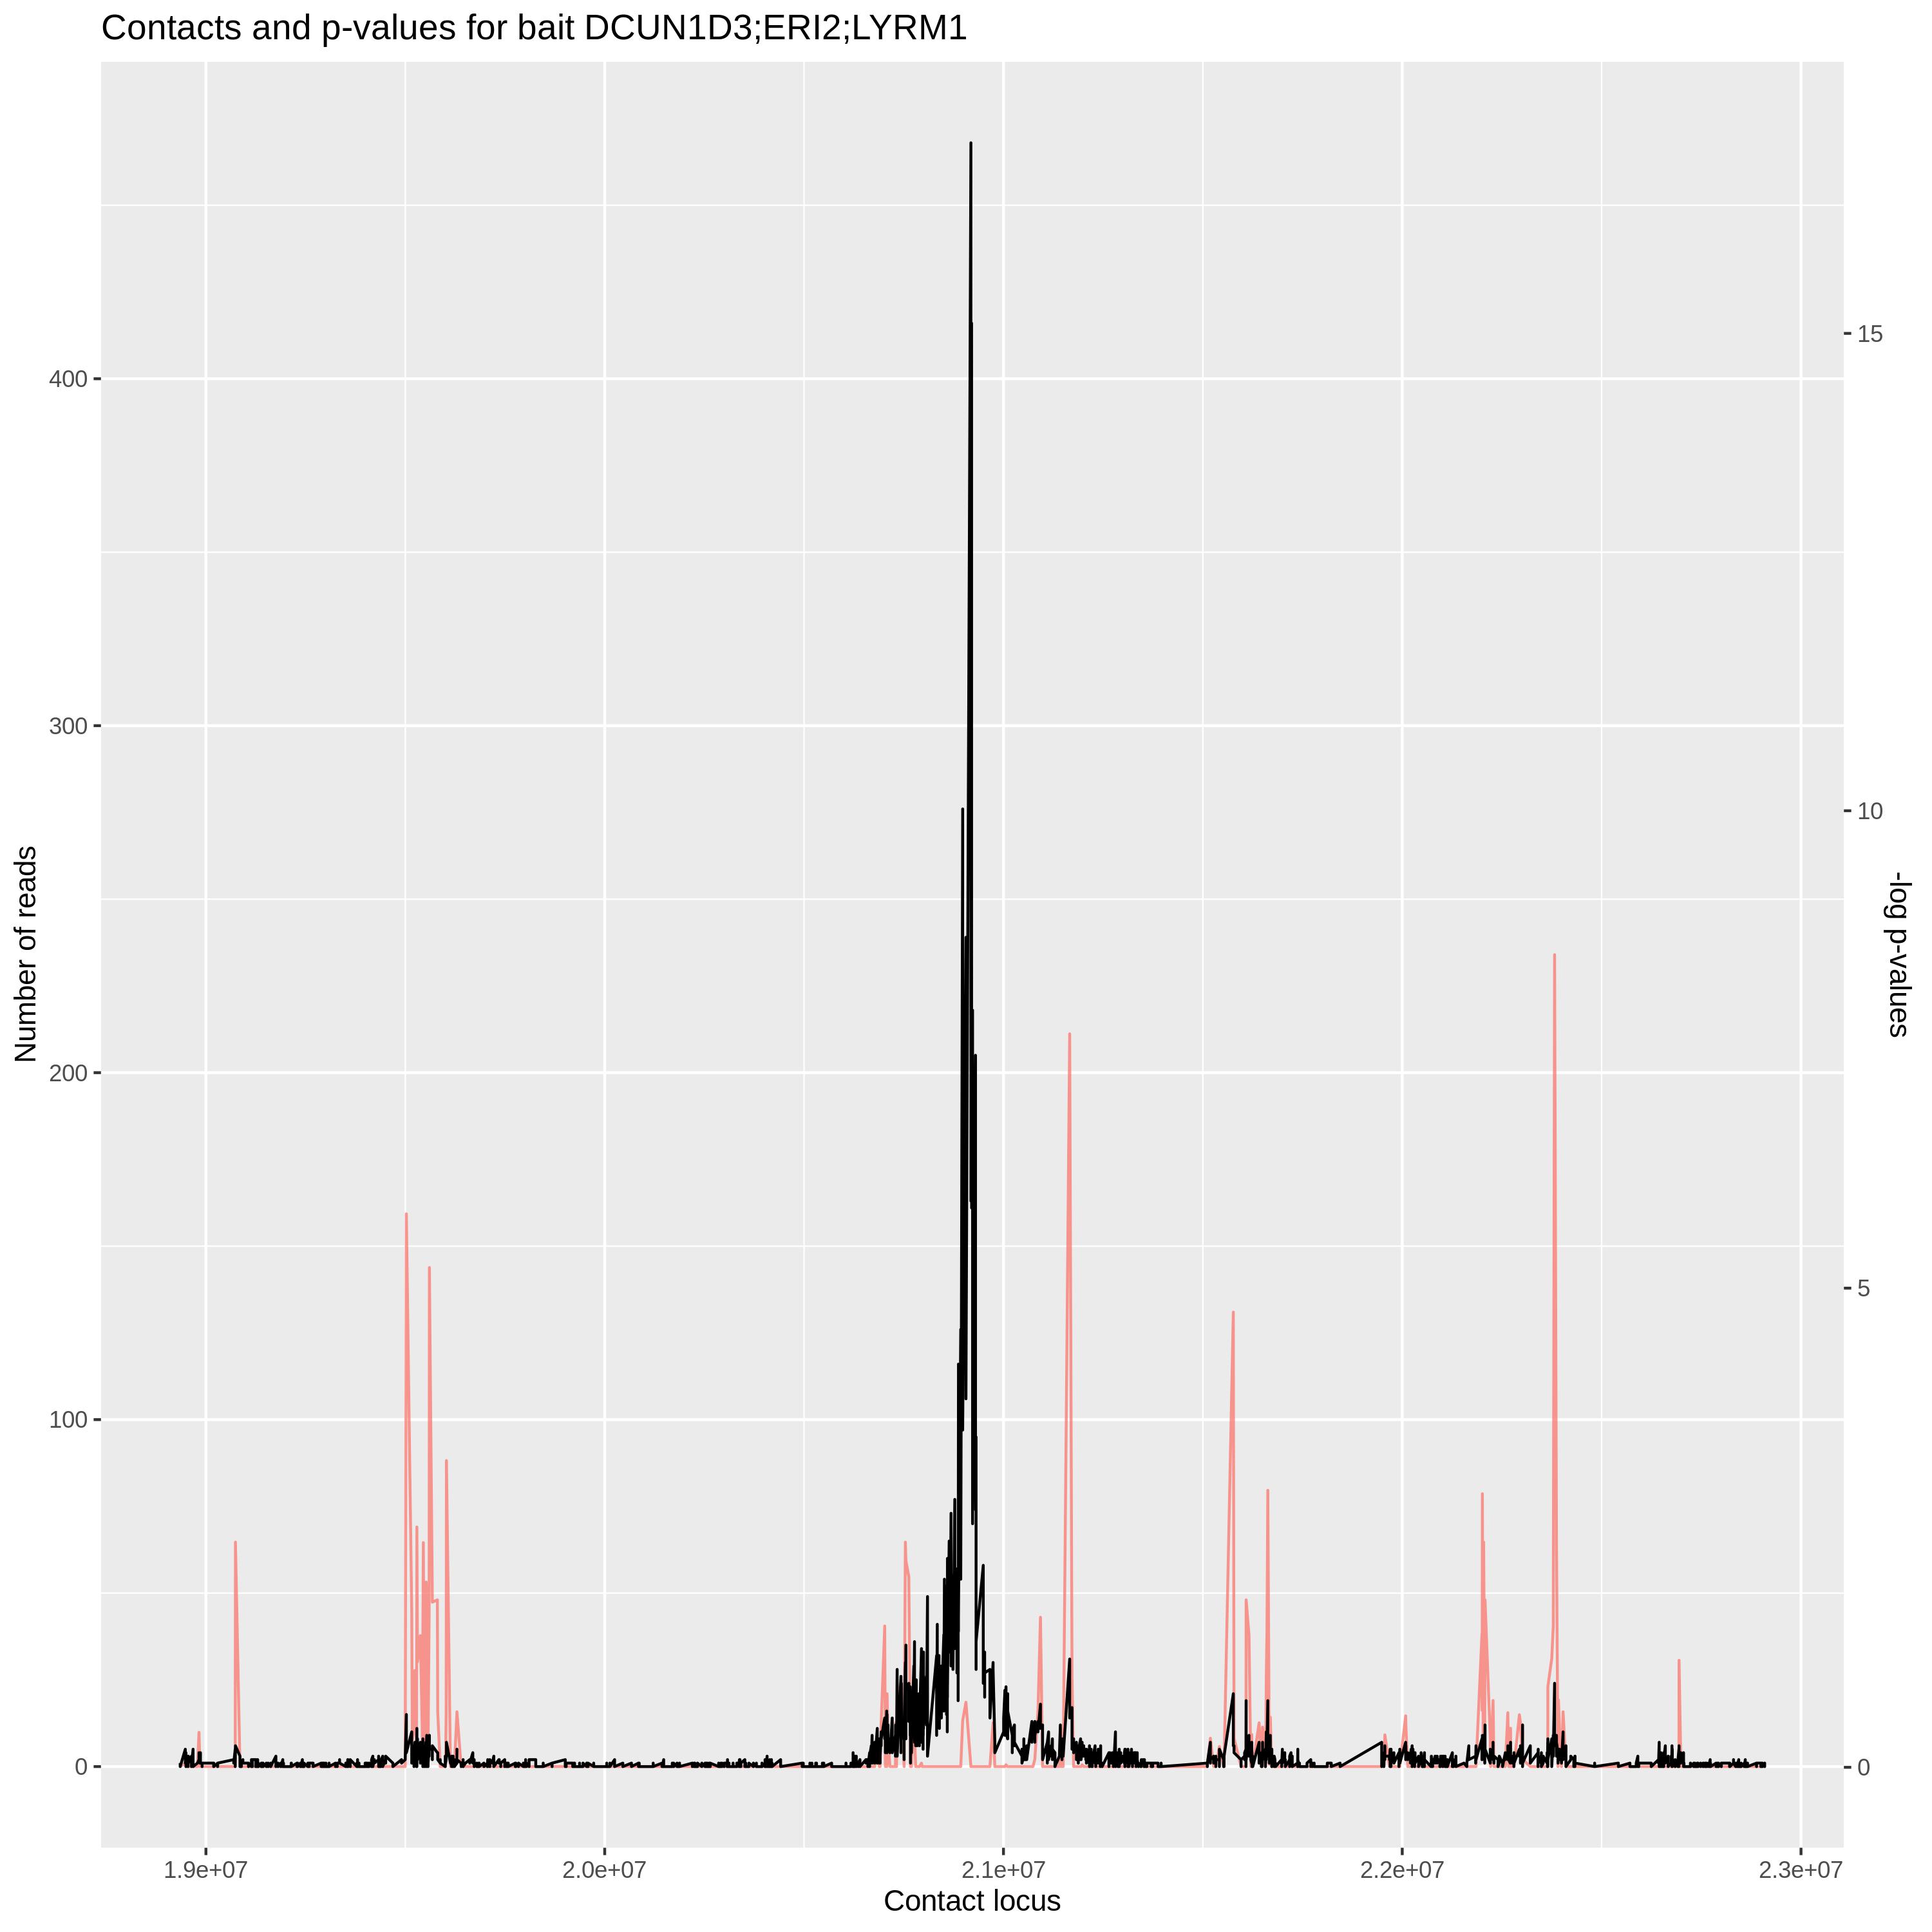 Contacts and p-values for bait DCUN1D3;ERI2;LYRM1
400
300
200
100
0
Number of reads
15
10
5
0
-log p-values
1.9e+07 2.0e+07 2.1e+07 2.2e+07 2.3e+07
Contact locus